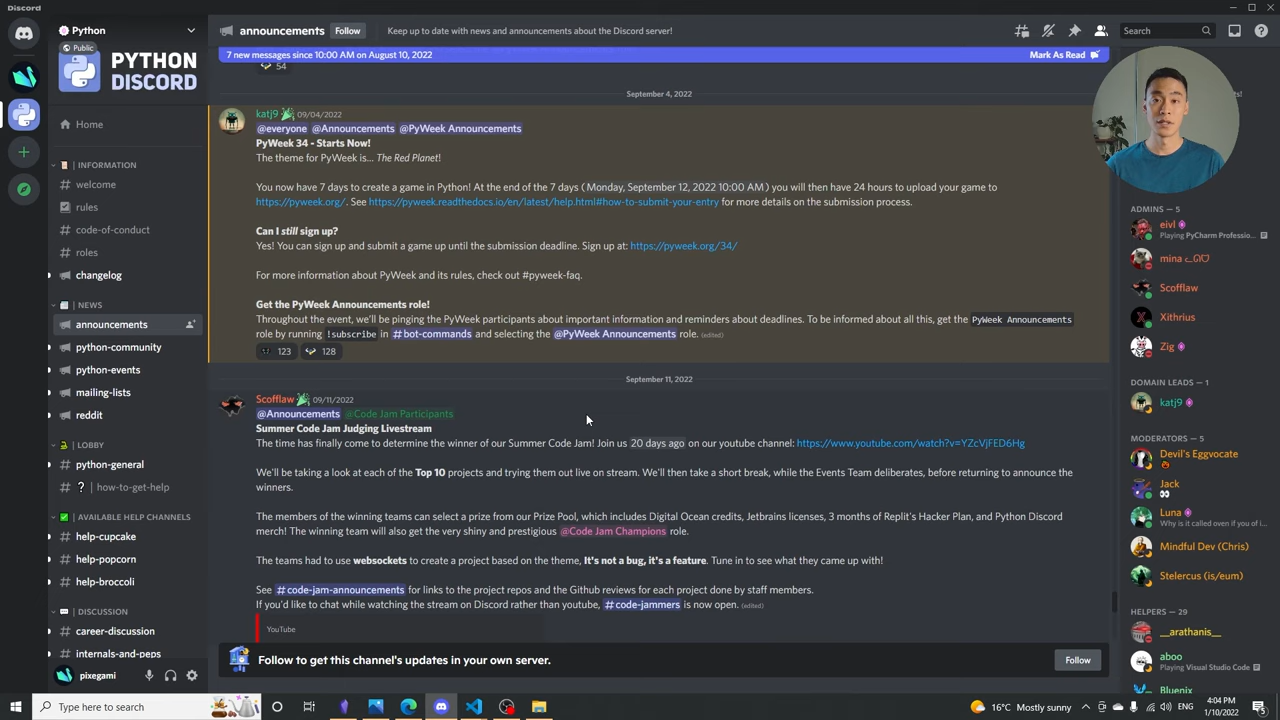 Discord
Python
Public
PYTHON
DISCORD
Home
INFORMATION
welcome
rules
code-of-conduct
roles
changelog
NEWS
announcements
python-community
python-events
mailing-lists
reddit
LOBBY
python-general
how-to-get-help
AVAILABLE HELP CHANNELS
help-cupcake
help-popcorn
help-broccoli
DISCUSSION
career-discussion
internals-and-peps
pixegami
announcements
Follow
Keep up to date with news and announcements about the Discord server!
Search
7 new messages since 10:00 AM on August 10, 2022
Mark As Read
54
September 4, 2022
katj9 09/04/2022
@everyone @Announcements @PyWeek Announcements
PyWeek 34 - Starts Now!
The theme for PyWeek is... The Red Planet!
You now have 7 days to create a game in Python! At the end of the 7 days ( Monday, September 12, 2022 10:00 AM ) you will then have 24 hours to upload your game to
https://pyweek.org/. See https://pyweek.readthedocs.io/en/latest/help.html#how-to-submit-your-entry for more details on the submission process.
Can I still sign up?
Yes! You can sign up and submit a game up until the submission deadline. Sign up at: https://pyweek.org/34/
For more information about PyWeek and its rules, check out #pyweek-faq.
Get the PyWeek Announcements role!
Throughout the event, we'll be pinging the PyWeek participants about important information and reminders about deadlines. To be informed about all this, get the PyWeek Announcements
role by running !subscribe in #bot-commands and selecting the @PyWeek Announcements role. (edited)
123 128
September 11, 2022
Scofflaw 09/11/2022
@Announcements @Code Jam Participants
Summer Code Jam Judging Livestream
The time has finally come to determine the winner of our Summer Code Jam! Join us 20 days ago on our youtube channel: https://www.youtube.com/watch?v=YZcVjFED6Hg
We'll be taking a look at each of the Top 10 projects and trying them out live on stream. We'll then take a short break, while the Events Team deliberates, before returning to announce the
winners.
The members of the winning teams can select a prize from our Prize Pool, which includes Digital Ocean credits, Jetbrains licenses, 3 months of Replit's Hacker Plan, and Python Discord
merch! The winning team will also get the very shiny and prestigious @Code Jam Champions role.
The teams had to use websockets to create a project based on the theme, It's not a bug, it's a feature. Tune in to see what they came up with!
See #code-jam-announcements for links to the project repos and the Github reviews for each project done by staff members.
If you'd like to chat while watching the stream on Discord rather than youtube, #code-jammers is now open. (edited)
YouTube
Follow to get this channel's updates in your own server.
Follow
ADMINS — 5
eivl
Playing PyCharm Professio...
mina
Scofflaw
Xithrius
Zig
DOMAIN LEADS — 1
katj9
MODERATORS — 5
Devil's Eggvocate
Jack
Luna
Why is it called oven if you of i...
Mindful Dev (Chris)
Stelercus (is/eum)
HELPERS — 29
__arathanis__
aboo
Playing Visual Studio Code
Bluenix
Type here to search
16°C Mostly sunny
ENG
4:04 PM
1/10/2022